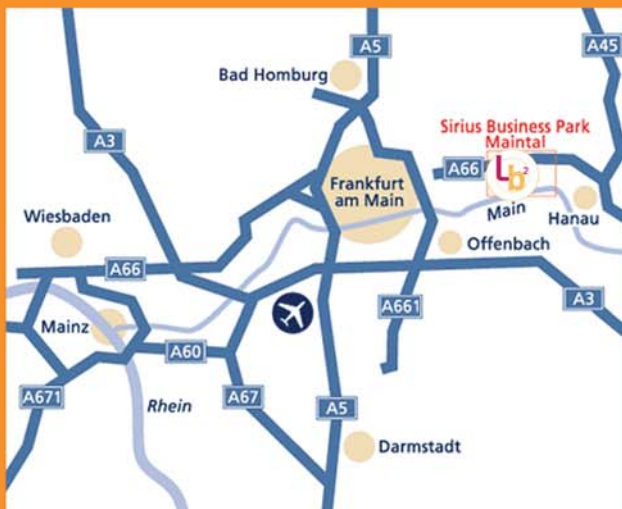 A5
A45
Bad Homburg
Sirius Business Park
Maintal
A3
A66
Lb²
Frankfurt
am Main
Wiesbaden
Main
Hanau
Offenbach
A66
A3
A661
Mainz
A60
A671
Rhein
A67
A5
Darmstadt